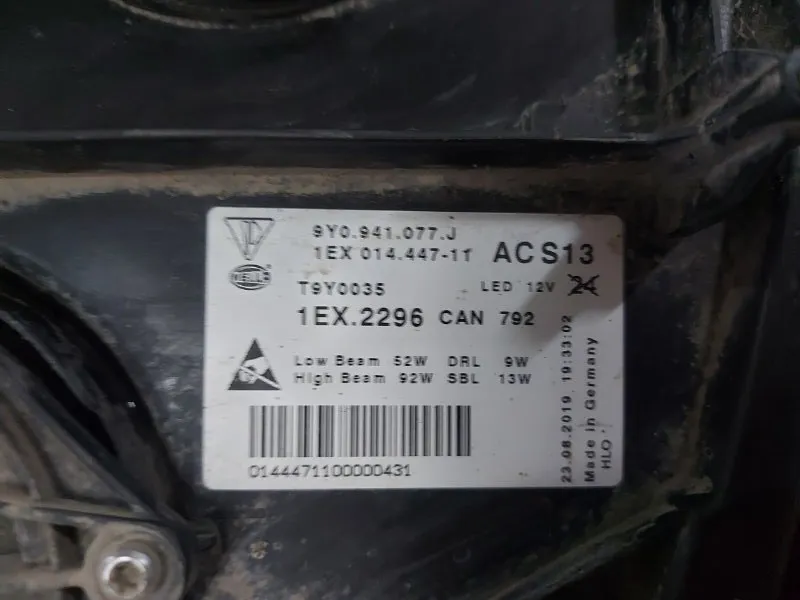 9Y0.941.077.J
1EX 014.447-11 ACS13
HELLA
T9Y0035 LED 12V 24
1EX.2296 CAN 792
Low Beam 52W DRL 9W
High Beam 92W SBL 13W
0144471100000431
23.08.2019 19:33:02
Made in Germany
HLO